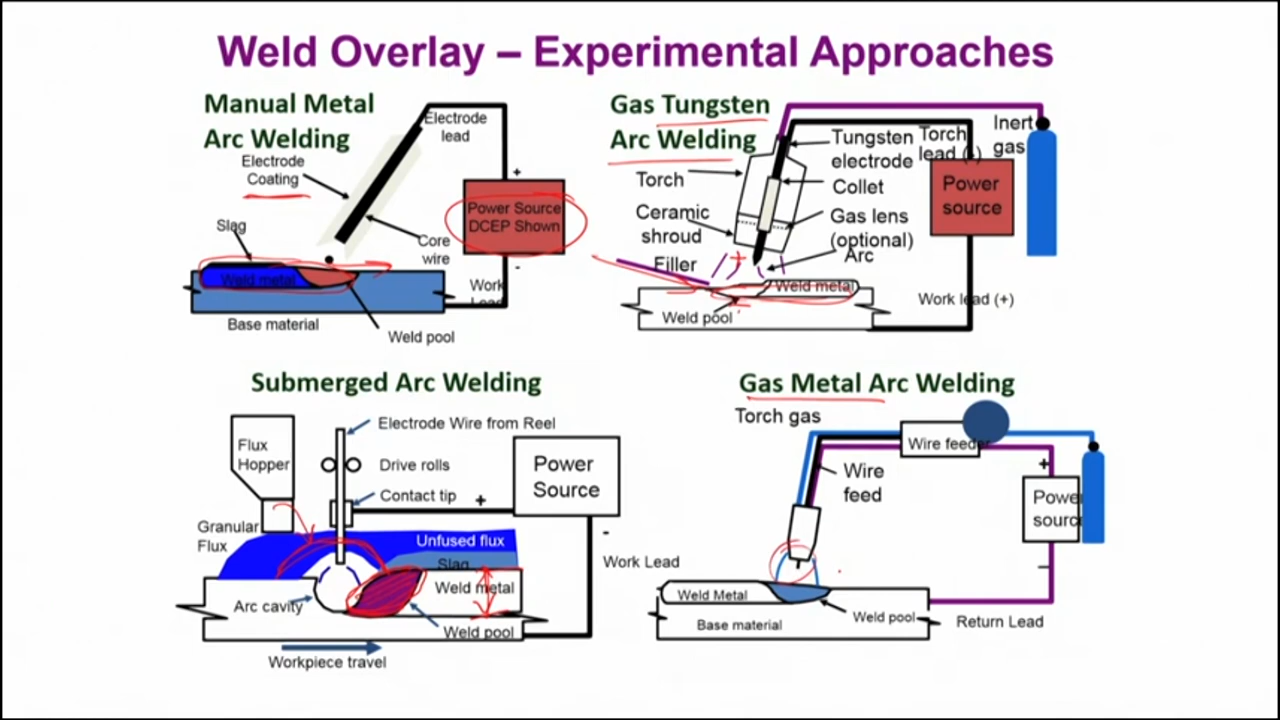 Weld Overlay – Experimental Approaches
Manual Metal
Arc Welding
Electrode
Coating
Electrode
lead
Slag
+
Power Source
DCEP Shown
Core
wire
-
Weld metal
Work
Lead
Base material
Weld pool
Gas Tungsten
Arc Welding
Torch
Ceramic
shroud
Filler
Tungsten
electrode
Collet
Gas lens
(optional)
Arc
Torch
lead (-)
Inert
gas
Power
source
Weld metal
Weld pool
Work lead (+)
Submerged Arc Welding
Flux
Hopper
Electrode Wire from Reel
Drive rolls
Contact tip
+
Power
Source
Granular
Flux
Unfused flux
-
Slag
Work Lead
Weld metal
Arc cavity
Weld pool
Workpiece travel
Gas Metal Arc Welding
Torch gas
Wire feeder
Wire
feed
+
Power
source
-
Weld Metal
Weld pool
Base material
Return Lead